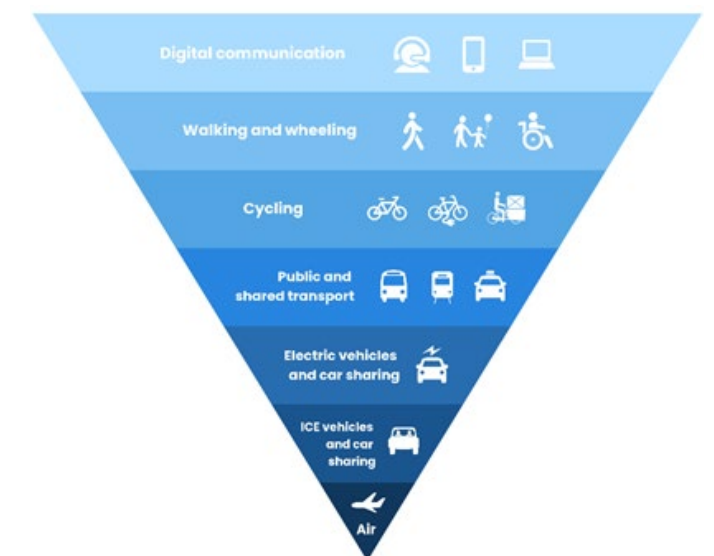 Digital communication
Walking and wheeling
Cycling
Public and
shared transport
Electric vehicles
and car sharing
ICE vehicles
and car
sharing
Air